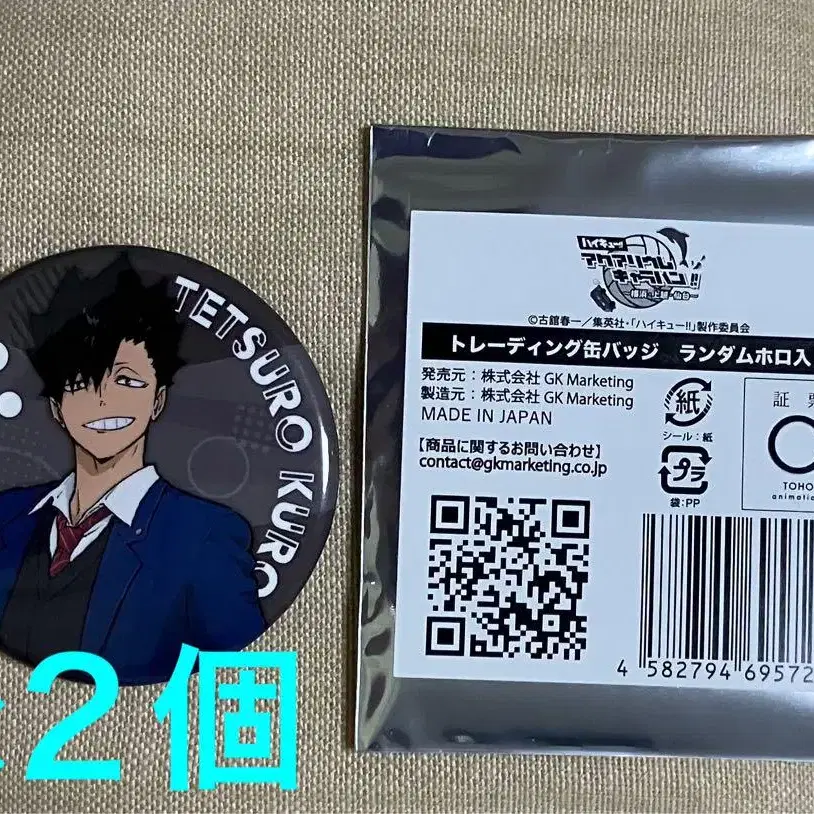 TETSURO KURO
ハイキュー!!
アクアリウム
キャラバン!!
©古舘春一/集英社・「ハイキュー!!」製作委員会
トレーディング缶バッジ ランダムホロ入
発売元:株式会社 GK Marketing
製造元:株式会社 GK Marketing
MADE IN JAPAN
【商品に関するお問い合わせ】
contact@gkmarketing.co.jp
紙
シール:紙
プラ
袋:PP
証 票
TOHO
animation
4 582794 69572
2個